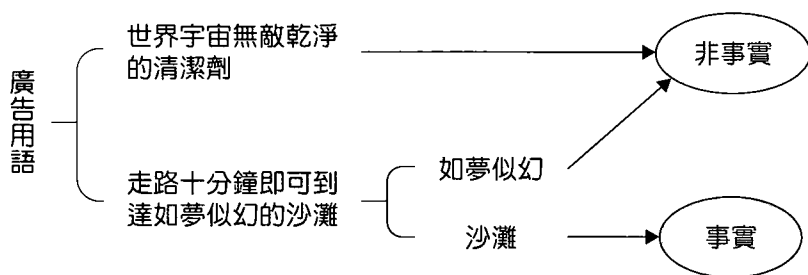 廣告用語
世界宇宙無敵乾淨
的清潔劑
非事實
走路十分鐘即可到
達如夢似幻的沙灘
如夢似幻
沙灘
事實